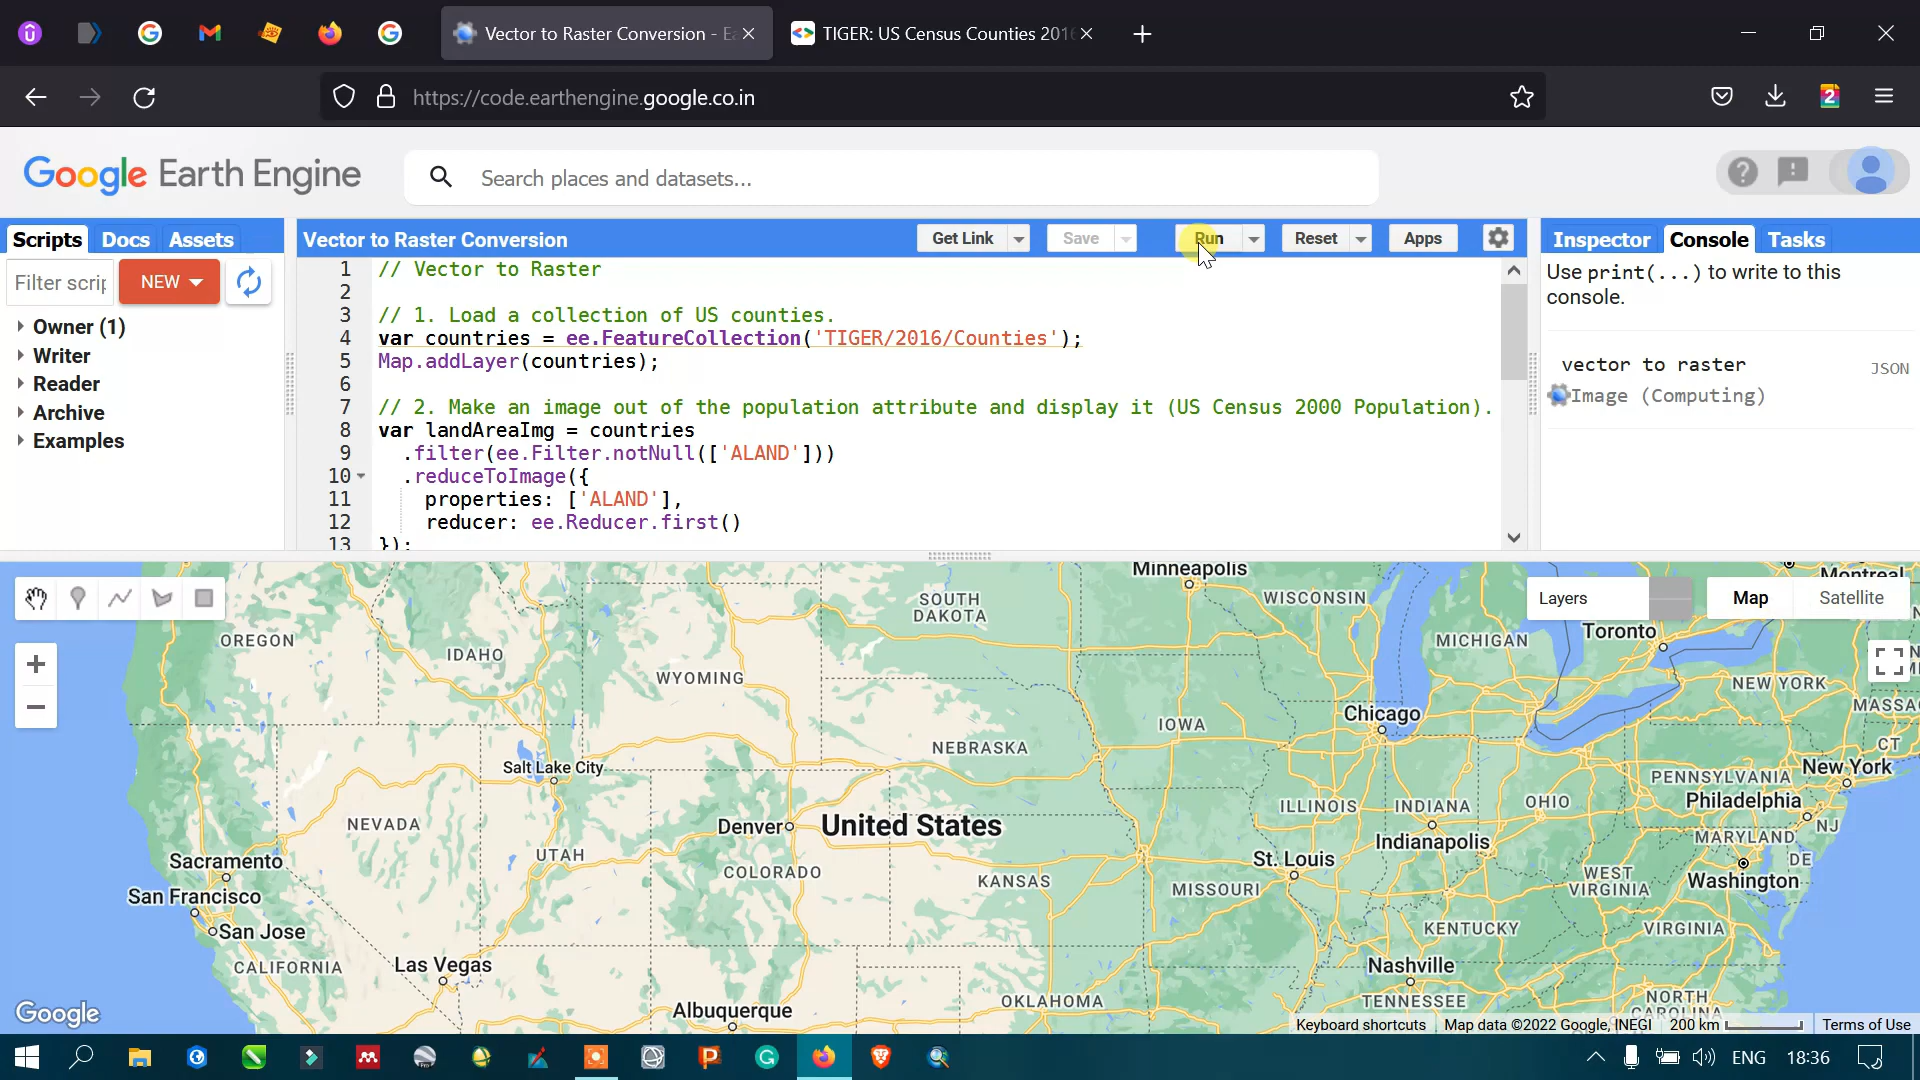 Vector to Raster Conversion - Ea
TIGER: US Census Counties 2016
https://code.earthengine.google.co.in
2
Google Earth Engine
Search places and datasets...
Scripts
Docs
Assets
Vector to Raster Conversion
Get Link
Save
Run
Reset
Apps
Inspector
Console
Tasks
Filter scrip
NEW
Owner (1)
Writer
Reader
Archive
Examples
1 // Vector to Raster
2
3 // 1. Load a collection of US counties.
4 var countries = ee.FeatureCollection('TIGER/2016/Counties');
5 Map.addLayer(countries);
6
7 // 2. Make an image out of the population attribute and display it (US Census 2000 Population).
8 var landAreaImg = countries
9 .filter(ee.Filter.notNull(['ALAND']))
10 .reduceToImage({
11 properties: ['ALAND'],
12 reducer: ee.Reducer.first()
13 });
Use print(...) to write to this
console.
vector to raster
JSON
Image (Computing)
Layers
Map
Satellite
Minneapolis
Montreal
SOUTH
DAKOTA
WISCONSIN
OREGON
IDAHO
MICHIGAN
Toronto
WYOMING
NEW YORK
MASSA
Chicago
IOWA
NEBRASKA
CT
Salt Lake City
PENNSYLVANIA
New York
ILLINOIS
INDIANA
OHIO
Philadelphia
NEVADA
Denver
United States
NJ
UTAH
Indianapolis
MARYLAND
Sacramento
COLORADO
St. Louis
DE
San Francisco
KANSAS
MISSOURI
WEST
VIRGINIA
Washington
San Jose
KENTUCKY
VIRGINIA
CALIFORNIA
Las Vegas
Nashville
Albuquerque
OKLAHOMA
TENNESSEE
NORTH
CAROLINA
Google
Keyboard shortcuts
Map data ©2022 Google, INEGI
200 km
Terms of Use
ENG
18:36